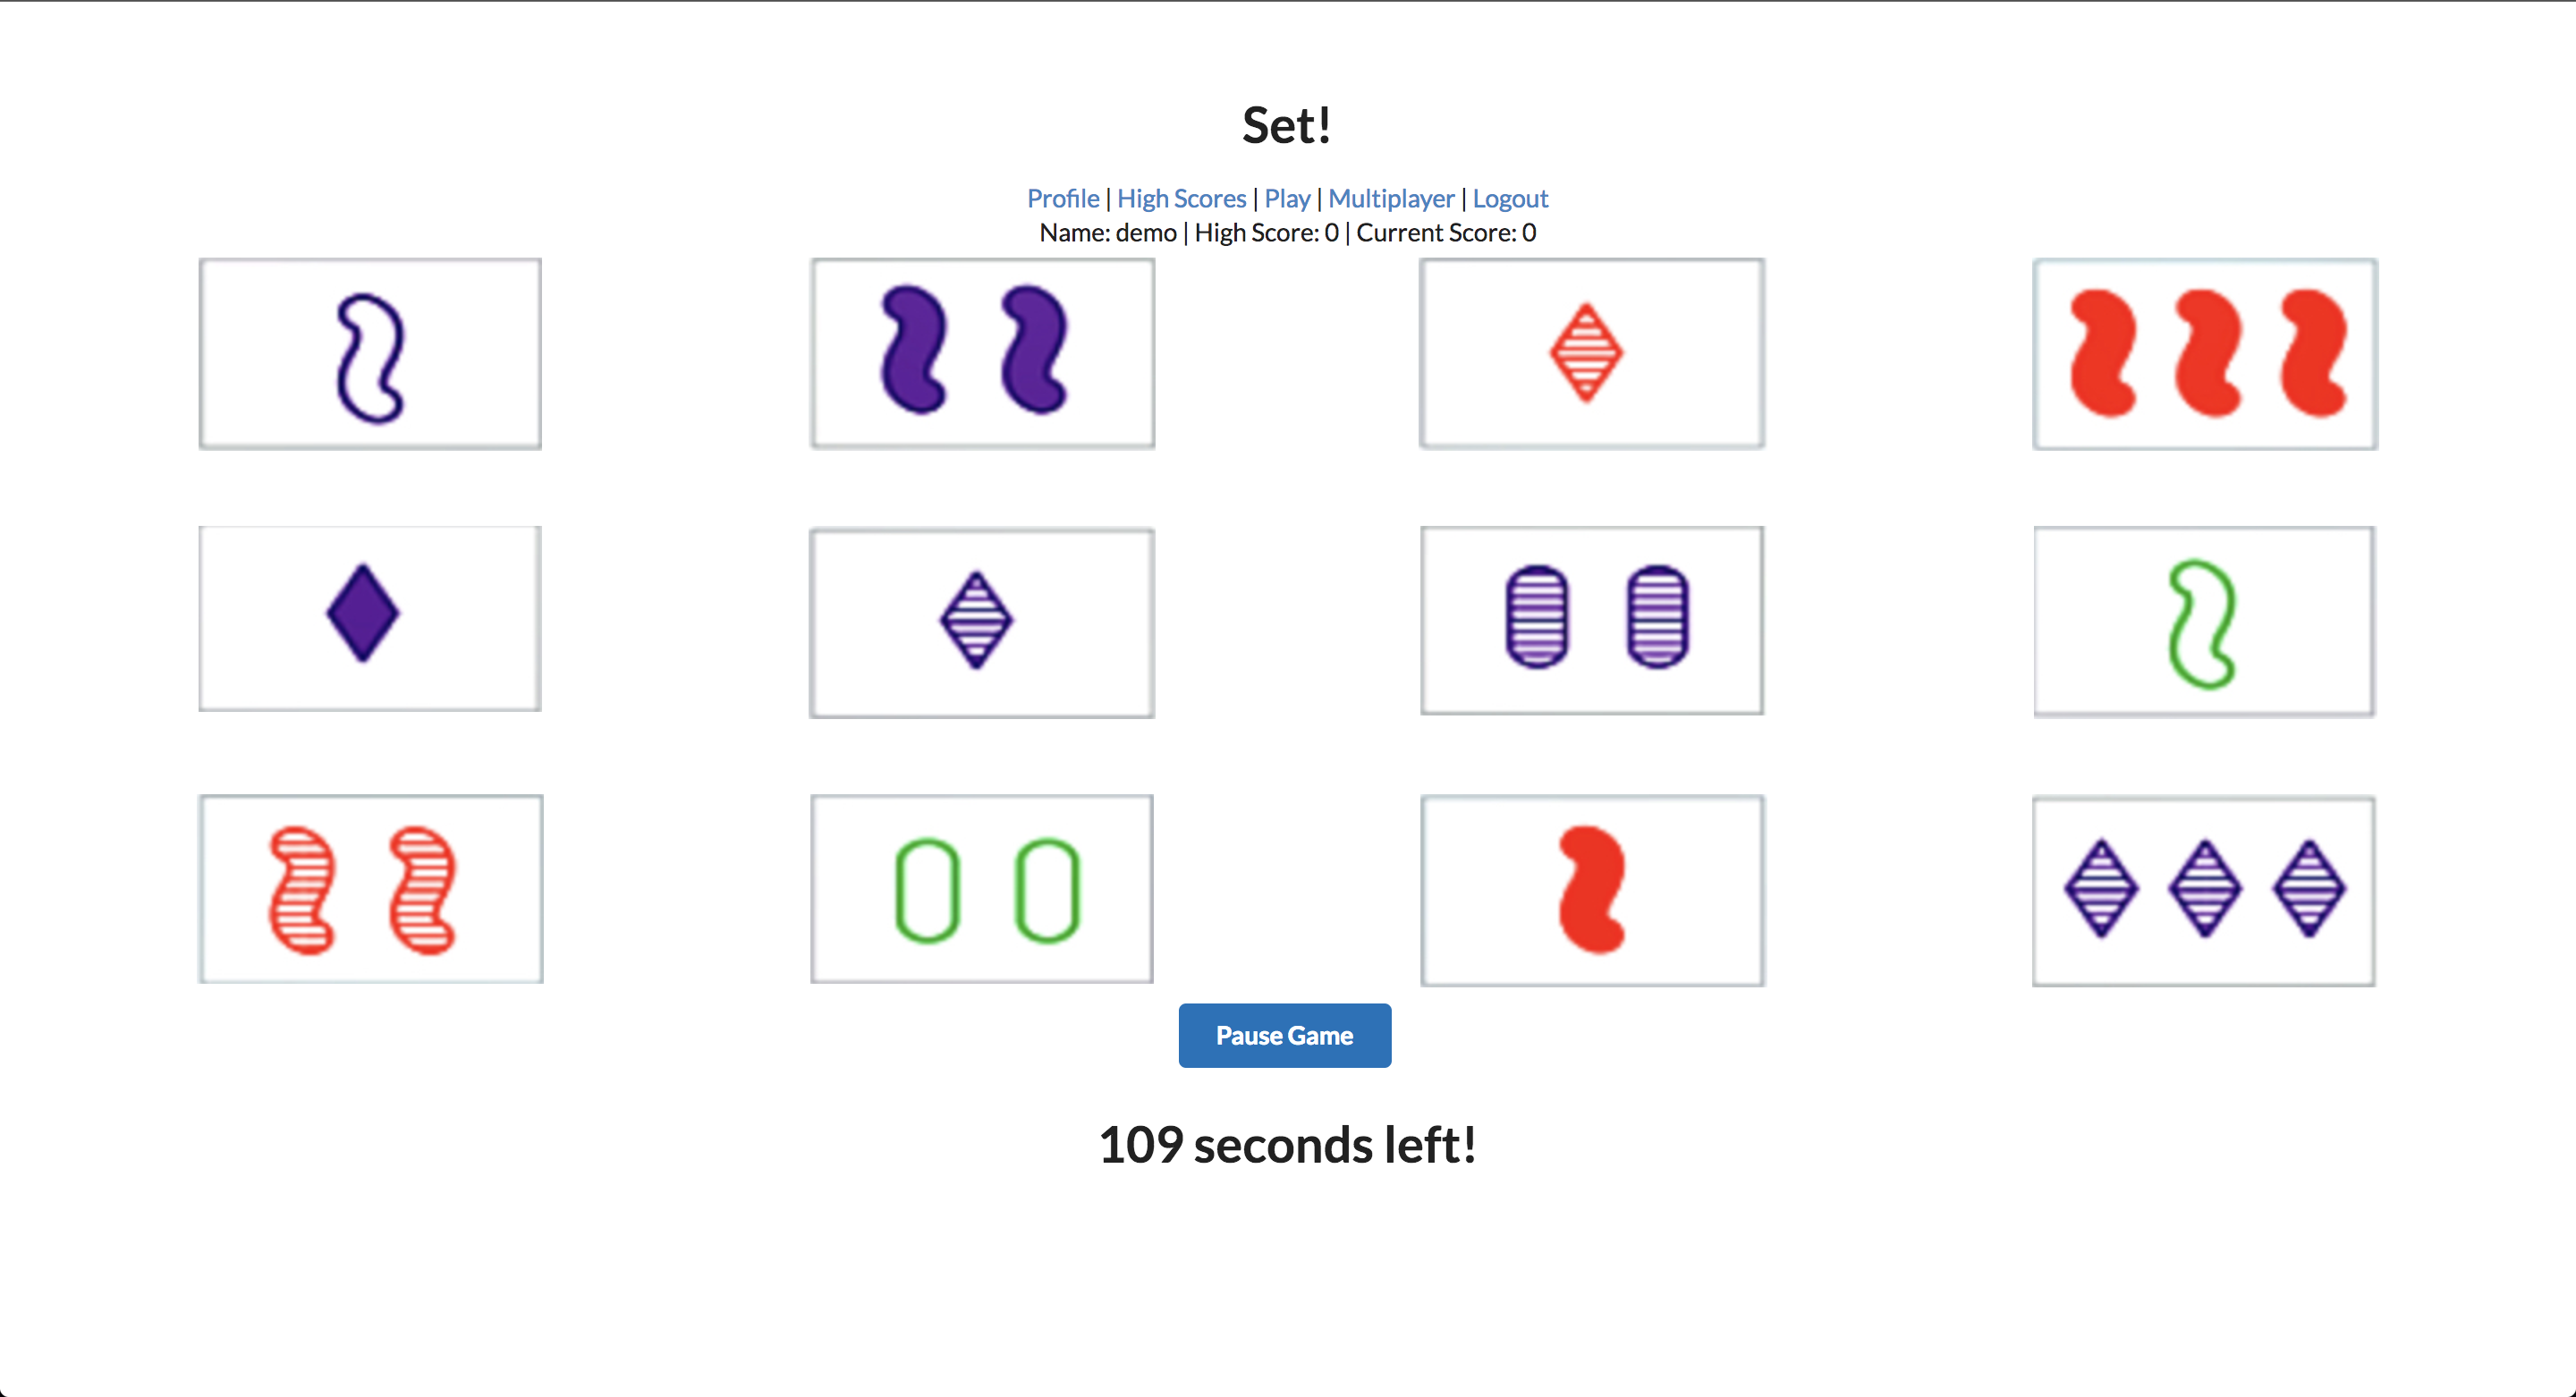 Set!
Profile | High Scores | Play | Multiplayer | Logout
Name: demo | High Score: 0 | Current Score: 0
Pause Game
109 seconds left!